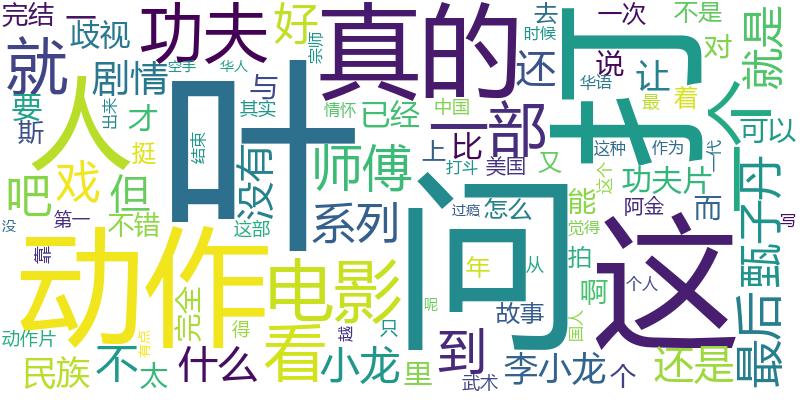 完结
一
歧视
功夫
好
真的
打
去
时候
一次
不是
宗师
就
剧情
空手
华人
与
还
说
对
让
就是
要
斯
人
叶
才
挺
出来
其实
情怀
已经
中国
一部
华语
最
着
个
可以
结束
没有
师傅
上
比
美国
打斗
又
这种
作为
一代
戏
吧
但
第一
不错
这部
系列
问
过瘾
怎么
能
功夫片
这个
阿金
而
甄子丹
觉得
写
没
靠
动作
电影
年
从
拍
啊
这
个人
最后
完全
故事
国人
动作片
有点
得
越
只
呢
民族
不
太
什么
看
小龙
里
到
武术
李小龙
个
还是